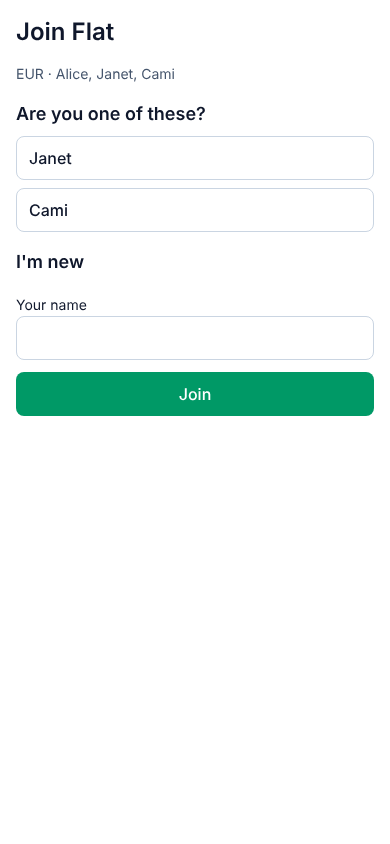 Join Flat
EUR · Alice, Janet, Cami
Are you one of these?
Janet
Cami
I'm new
Your name
Join